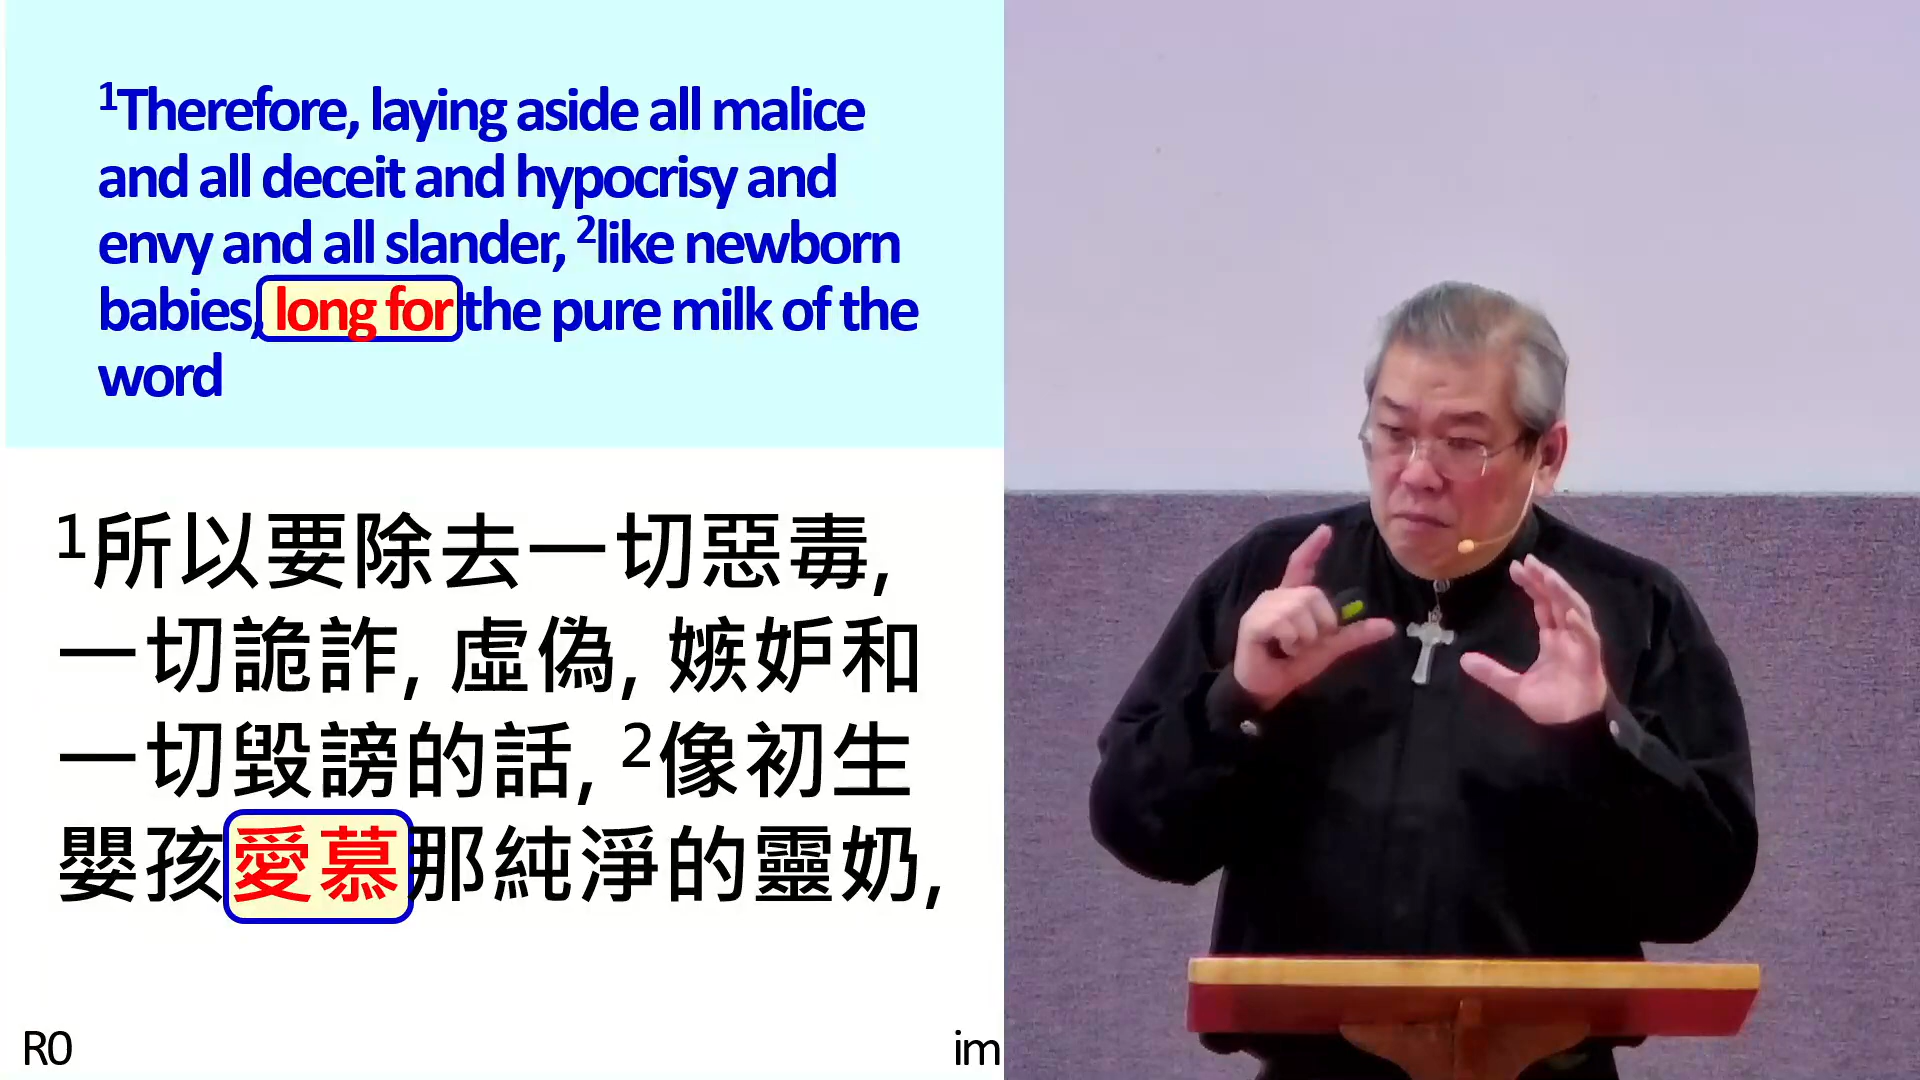 ¹Therefore, laying aside all malice
and all deceit and hypocrisy and
envy and all slander, ²like newborn
babies, long for the pure milk of the
word
¹所以要除去一切惡毒,
一切詭詐, 虛偽, 嫉妒和
一切毀謗的話, ²像初生
嬰孩愛慕那純淨的靈奶,
R0
im